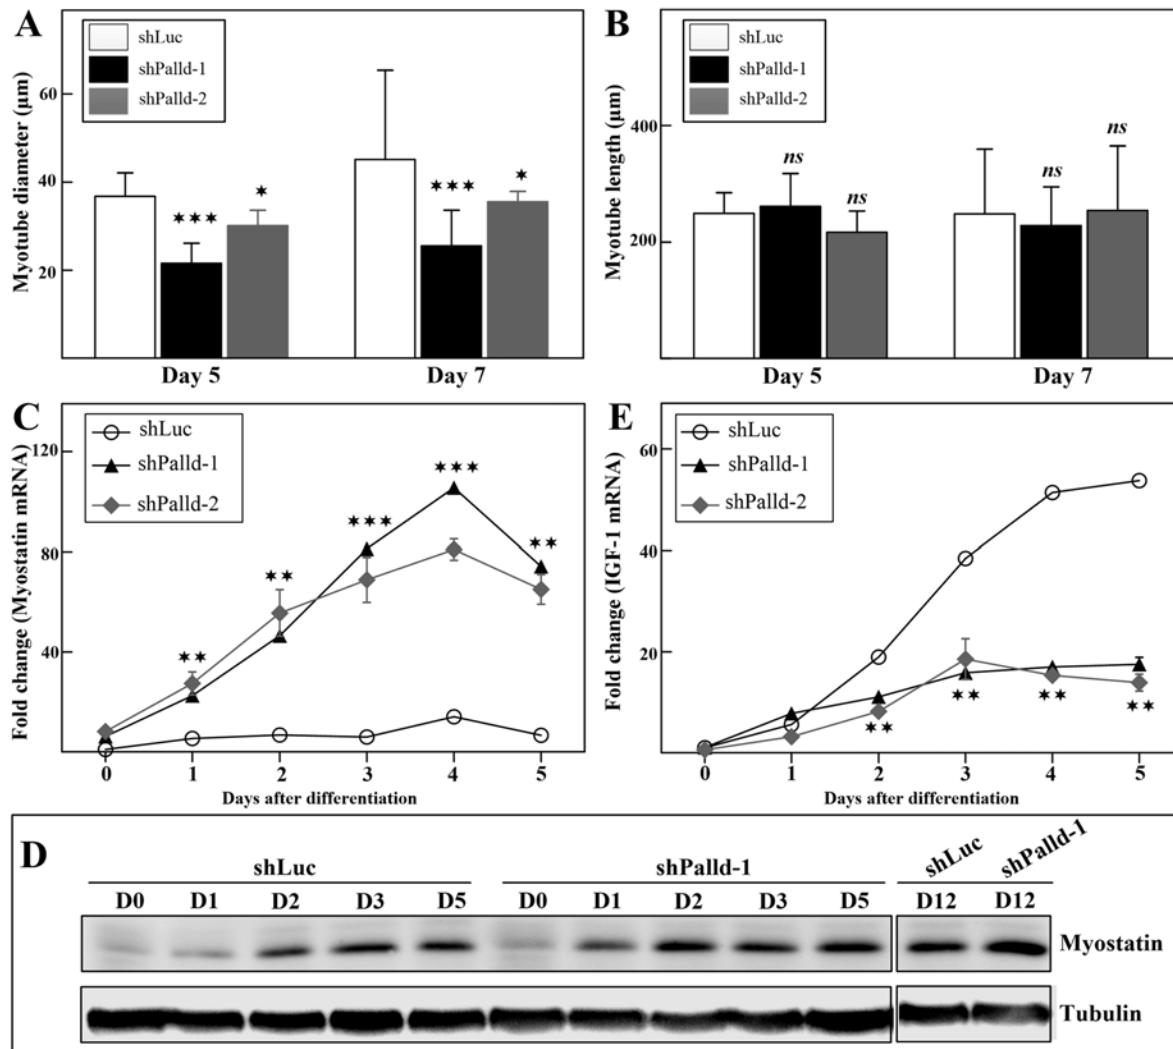 A
shLuc
shPalld-1
shPalld-2
Myotube diameter (μm)
60
40
20
*** * *** *
Day 5 Day 7
B
shLuc
shPalld-1
shPalld-2
Myotube length (μm)
400
200
ns ns ns ns
Day 5 Day 7
C
shLuc
shPalld-1
shPalld-2
Fold change (Myostatin mRNA)
120
80
40
** ** *** *** **
0 1 2 3 4 5
Days after differentiation
E
shLuc
shPalld-1
shPalld-2
Fold change (IGF-1 mRNA)
60
40
20
** ** ** **
0 1 2 3 4 5
Days after differentiation
D
shLuc shPalld-1 shLuc shPalld-1
D0 D1 D2 D3 D5 D0 D1 D2 D3 D5 D12 D12
Myostatin
Tubulin